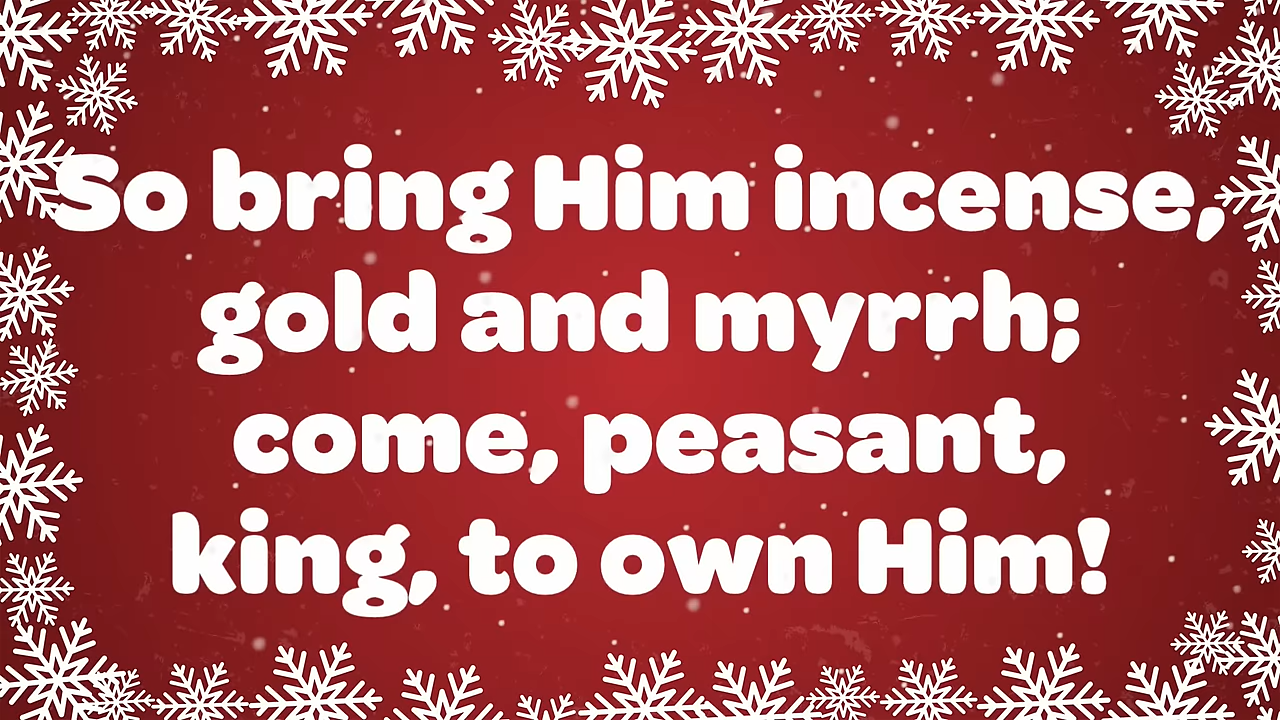 So bring Him incense,
gold and myrrh;
come, peasant,
king, to own Him!